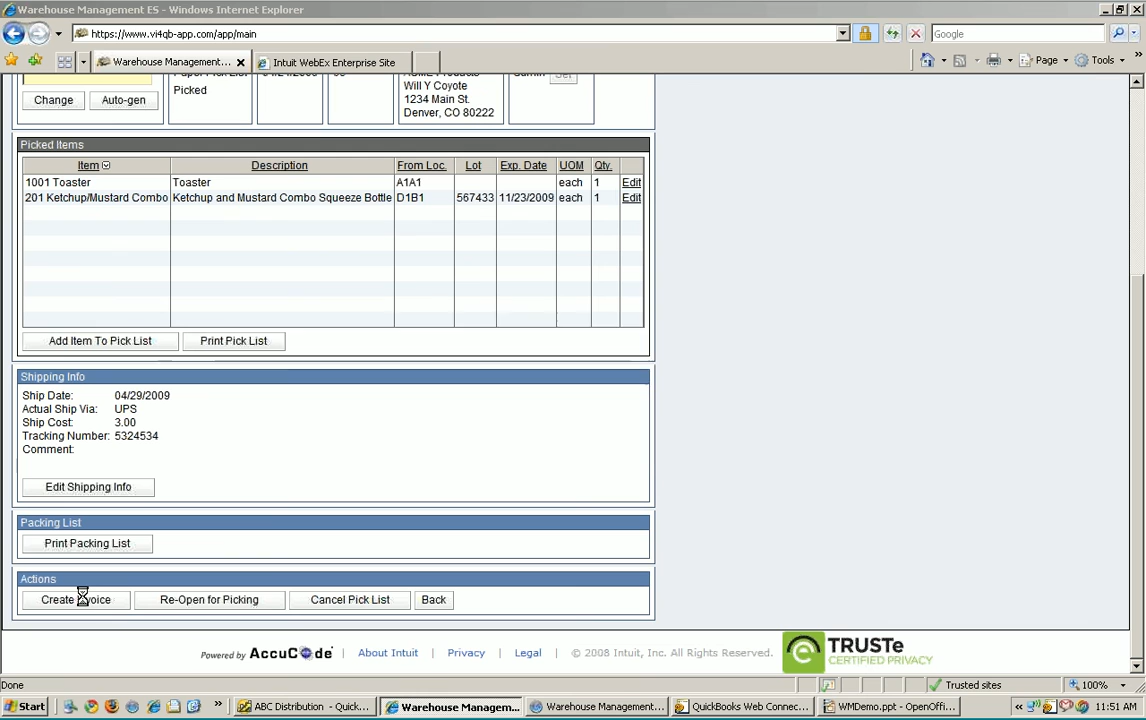 Warehouse Management ES - Windows Internet Explorer
https://www.vi4qb-app.com/app/main
Google
Warehouse Management...
Intuit WebEx Enterprise Site
Page
Tools
Picked
Will Y Coyote
1234 Main St.
Denver, CO 80222
Change
Auto-gen
Picked Items
Item Description From Loc. Lot Exp. Date UOM Qty.
1001 Toaster Toaster A1A1 each 1 Edit
201 Ketchup/Mustard Combo Ketchup and Mustard Combo Squeeze Bottle D1B1 567433 11/23/2009 each 1 Edit
Add Item To Pick List
Print Pick List
Shipping Info
Ship Date: 04/29/2009
Actual Ship Via: UPS
Ship Cost: 3.00
Tracking Number: 5324534
Comment:
Edit Shipping Info
Packing List
Print Packing List
Actions
Create Invoice
Re-Open for Picking
Cancel Pick List
Back
Powered by AccuCode | About Intuit | Privacy | Legal | © 2008 Intuit, Inc. All Rights Reserved.
TRUSTe
CERTIFIED PRIVACY
Done
Trusted sites
100%
Start
»
ABC Distribution - Quick...
Warehouse Managem...
Warehouse Management...
QuickBooks Web Connec...
WMDemo.ppt - OpenOffi...
«
11:51 AM